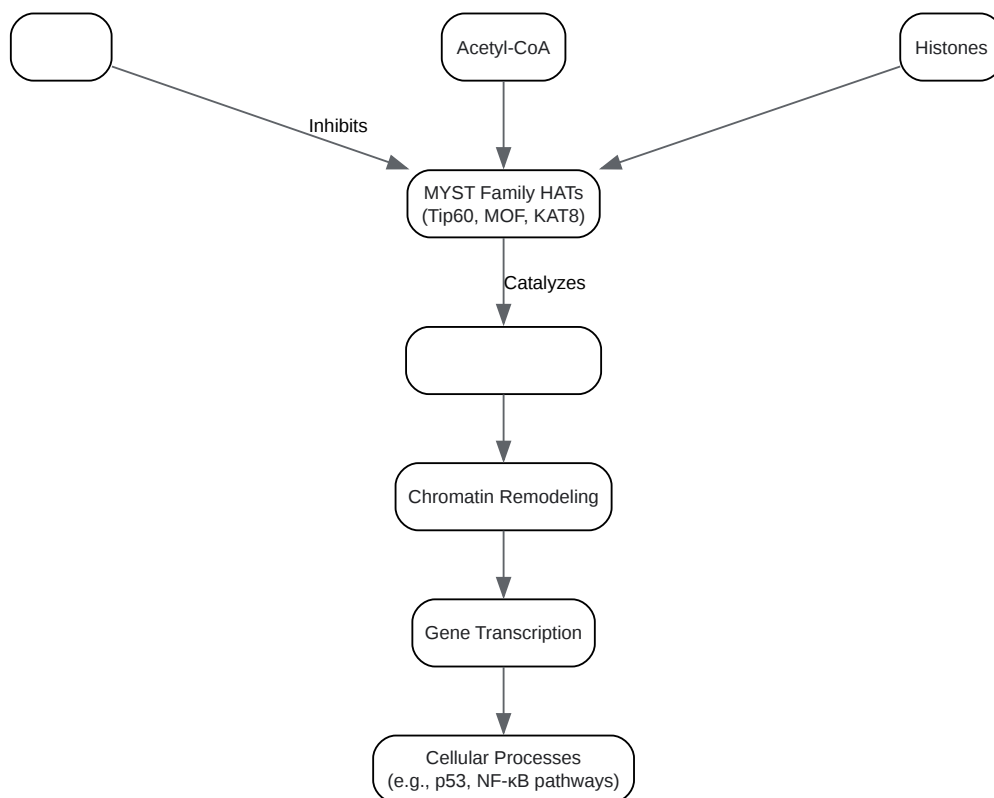 Acetyl-CoA
Histones
Inhibits
MYST Family HATs
(Tip60, MOF, KAT8)
Catalyzes
Chromatin Remodeling
Gene Transcription
Cellular Processes
(e.g., p53, NF-κB pathways)